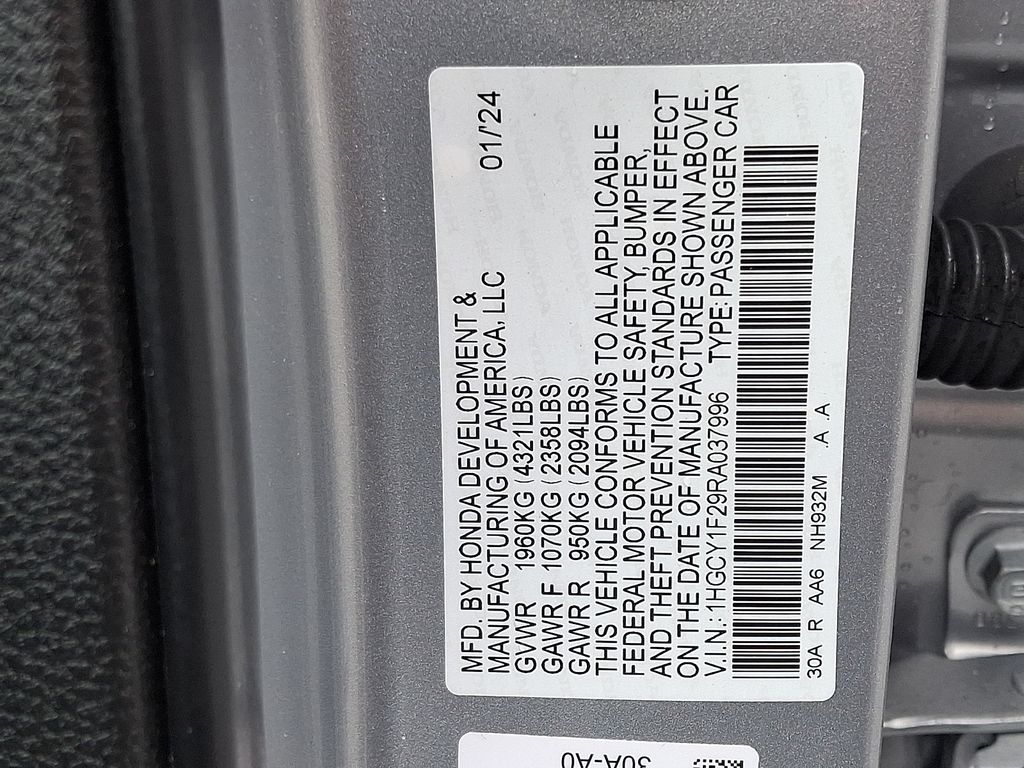 MFD. BY HONDA DEVELOPMENT &
MANUFACTURING OF AMERICA, LLC 01/'24
GVWR 1960KG (4321LBS)
GAWR F 1070KG (2358LBS)
GAWR R 950KG (2094LBS)
THIS VEHICLE CONFORMS TO ALL APPLICABLE
FEDERAL MOTOR VEHICLE SAFETY, BUMPER,
AND THEFT PREVENTION STANDARDS IN EFFECT
ON THE DATE OF MANUFACTURE SHOWN ABOVE.
V.I.N.: 1HGCY1F29RA037996 TYPE: PASSENGER CAR
30A R AA6 NH932M .A .A
30A-A0